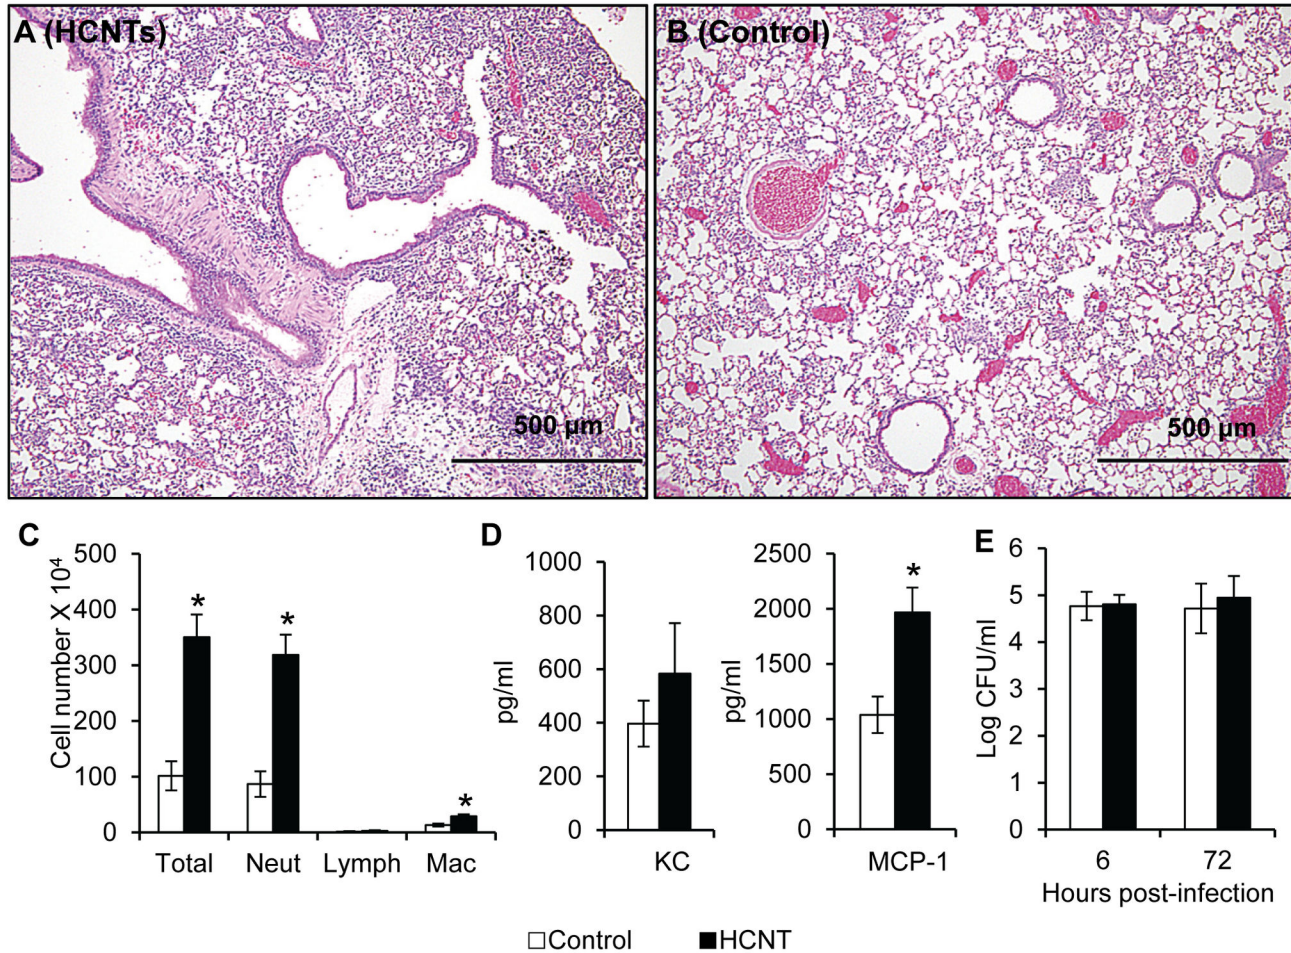 A (HCNTs)
B (Control)
500 µm
500 µm
C
Cell number X 10⁴
500
400
300
200
100
0
Total Neut Lymph Mac
D
pg/ml
1000
800
600
400
200
0
KC
pg/ml
2500
2000
1500
1000
500
0
MCP-1
E
Log CFU/ml
6
5
4
3
2
1
0
6 72
Hours post-infection
* * *
*
Control HCNT